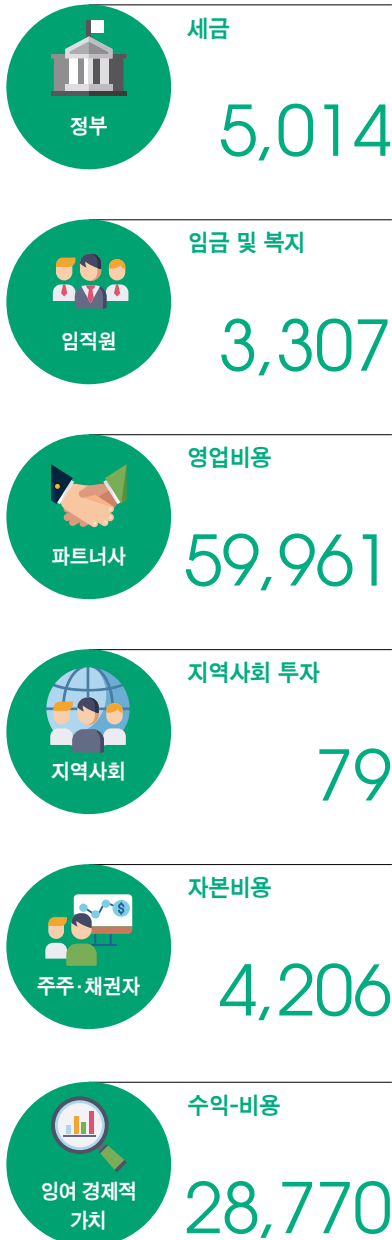 세금
정부
5,014
임금 및 복지
임직원
3,307
영업비용
파트너사
59,961
지역사회 투자
지역사회
79
자본비용
주주·채권자
4,206
수익-비용
잉여 경제적
가치
28,770